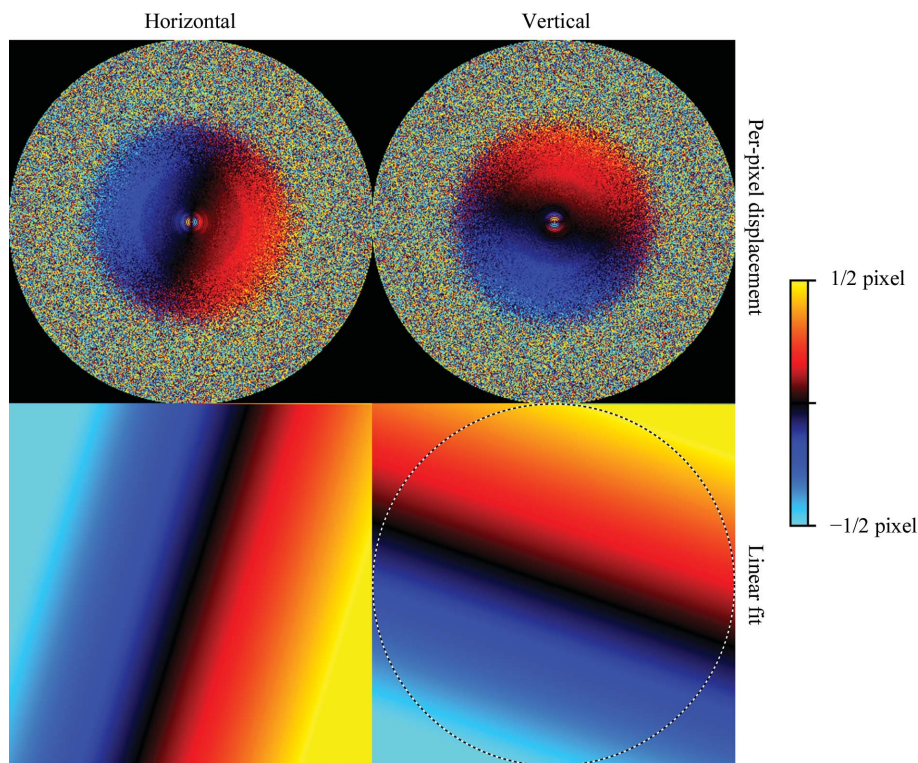 Horizontal
Vertical
Per-pixel displacement
1/2 pixel
−1/2 pixel
Linear fit